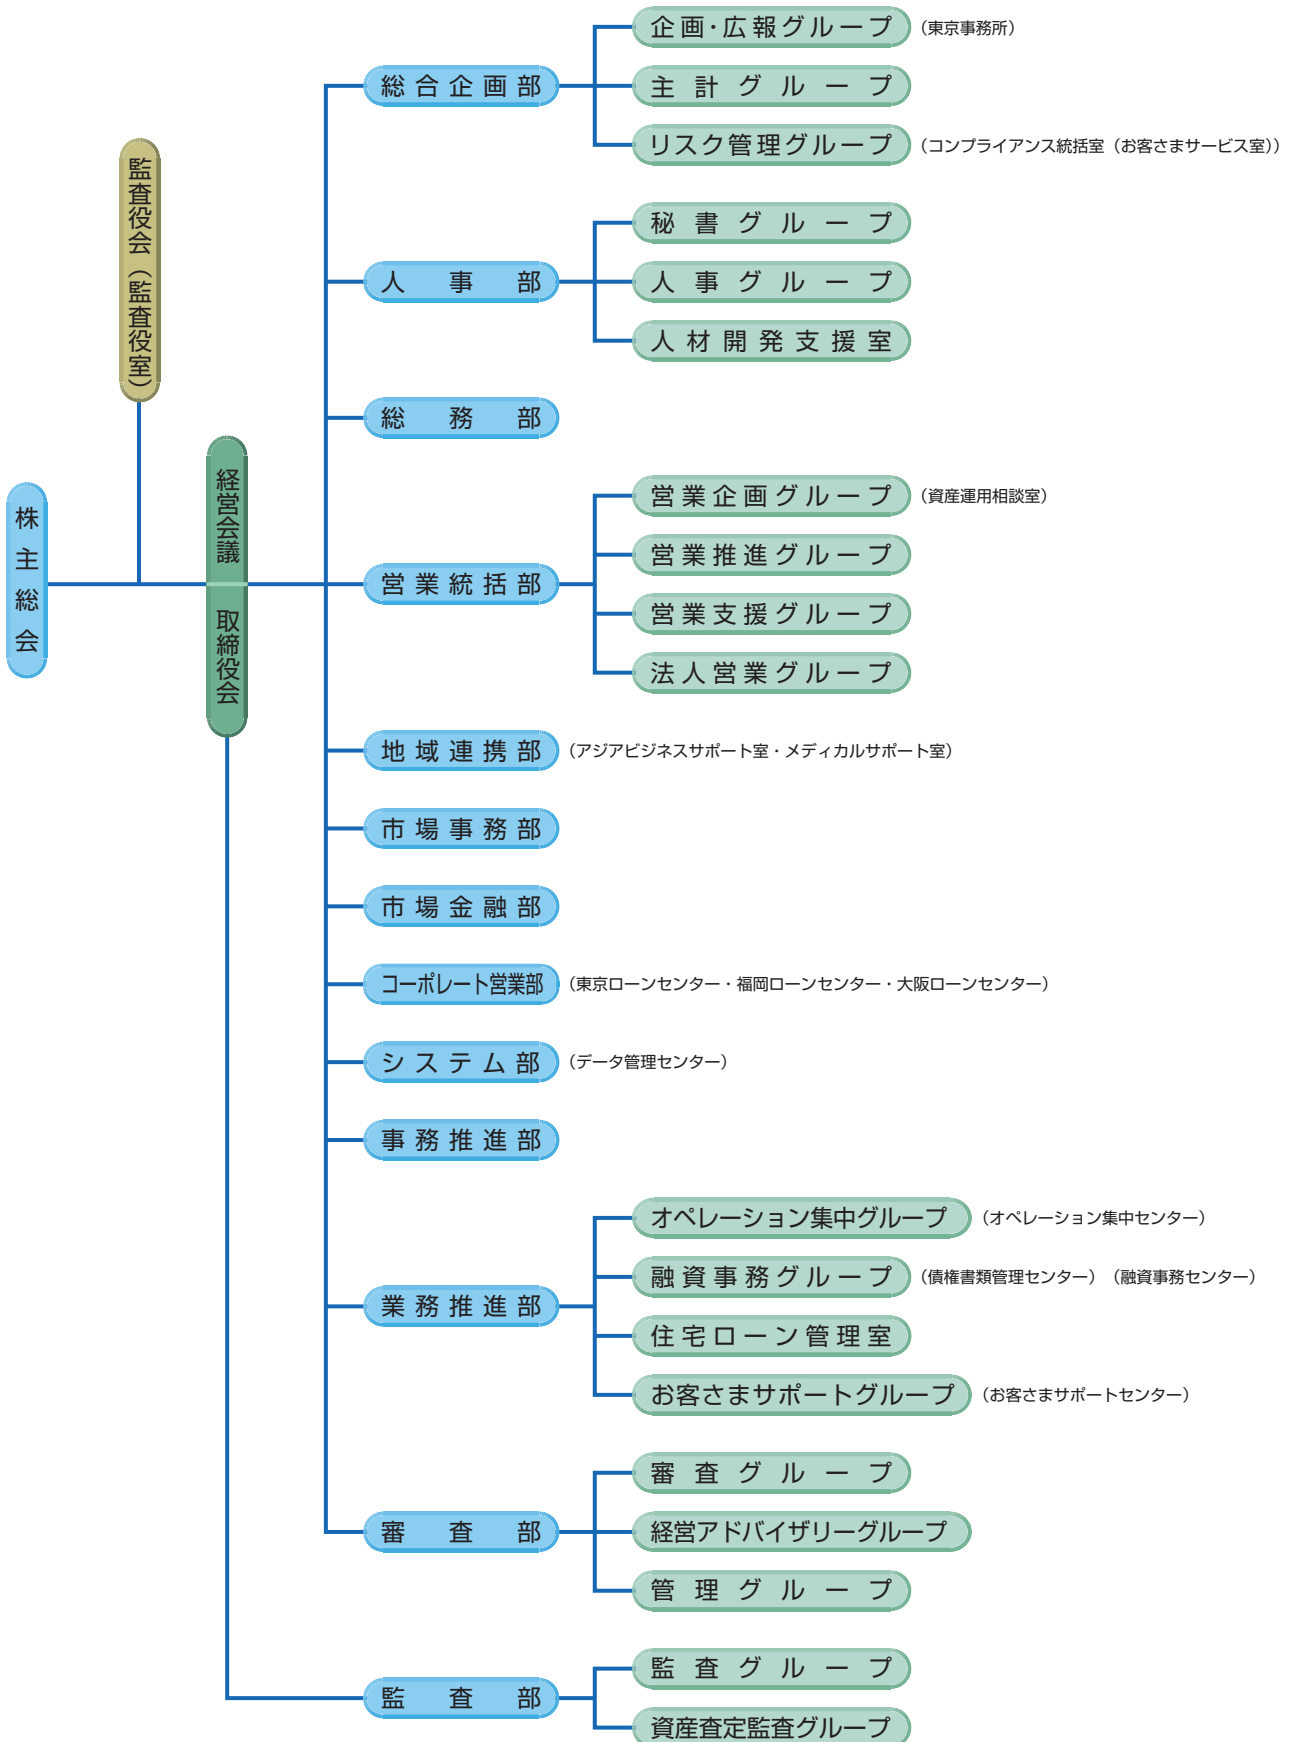 株主総会
監査役会（監査役室）
経営会議
取締役会
総合企画部
企画・広報グループ（東京事務所）
主計グループ
リスク管理グループ（コンプライアンス統括室（お客さまサービス室））
人事部
秘書グループ
人事グループ
人材開発支援室
総務部
営業統括部
営業企画グループ（資産運用相談室）
営業推進グループ
営業支援グループ
法人営業グループ
地域連携部（アジアビジネスサポート室・メディカルサポート室）
市場事務部
市場金融部
コーポレート営業部（東京ローンセンター・福岡ローンセンター・大阪ローンセンター）
システム部（データ管理センター）
事務推進部
業務推進部
オペレーション集中グループ（オペレーション集中センター）
融資事務グループ（債権書類管理センター）（融資事務センター）
住宅ローン管理室
お客さまサポートグループ（お客さまサポートセンター）
審査部
審査グループ
経営アドバイザリーグループ
管理グループ
監査部
監査グループ
資産査定監査グループ